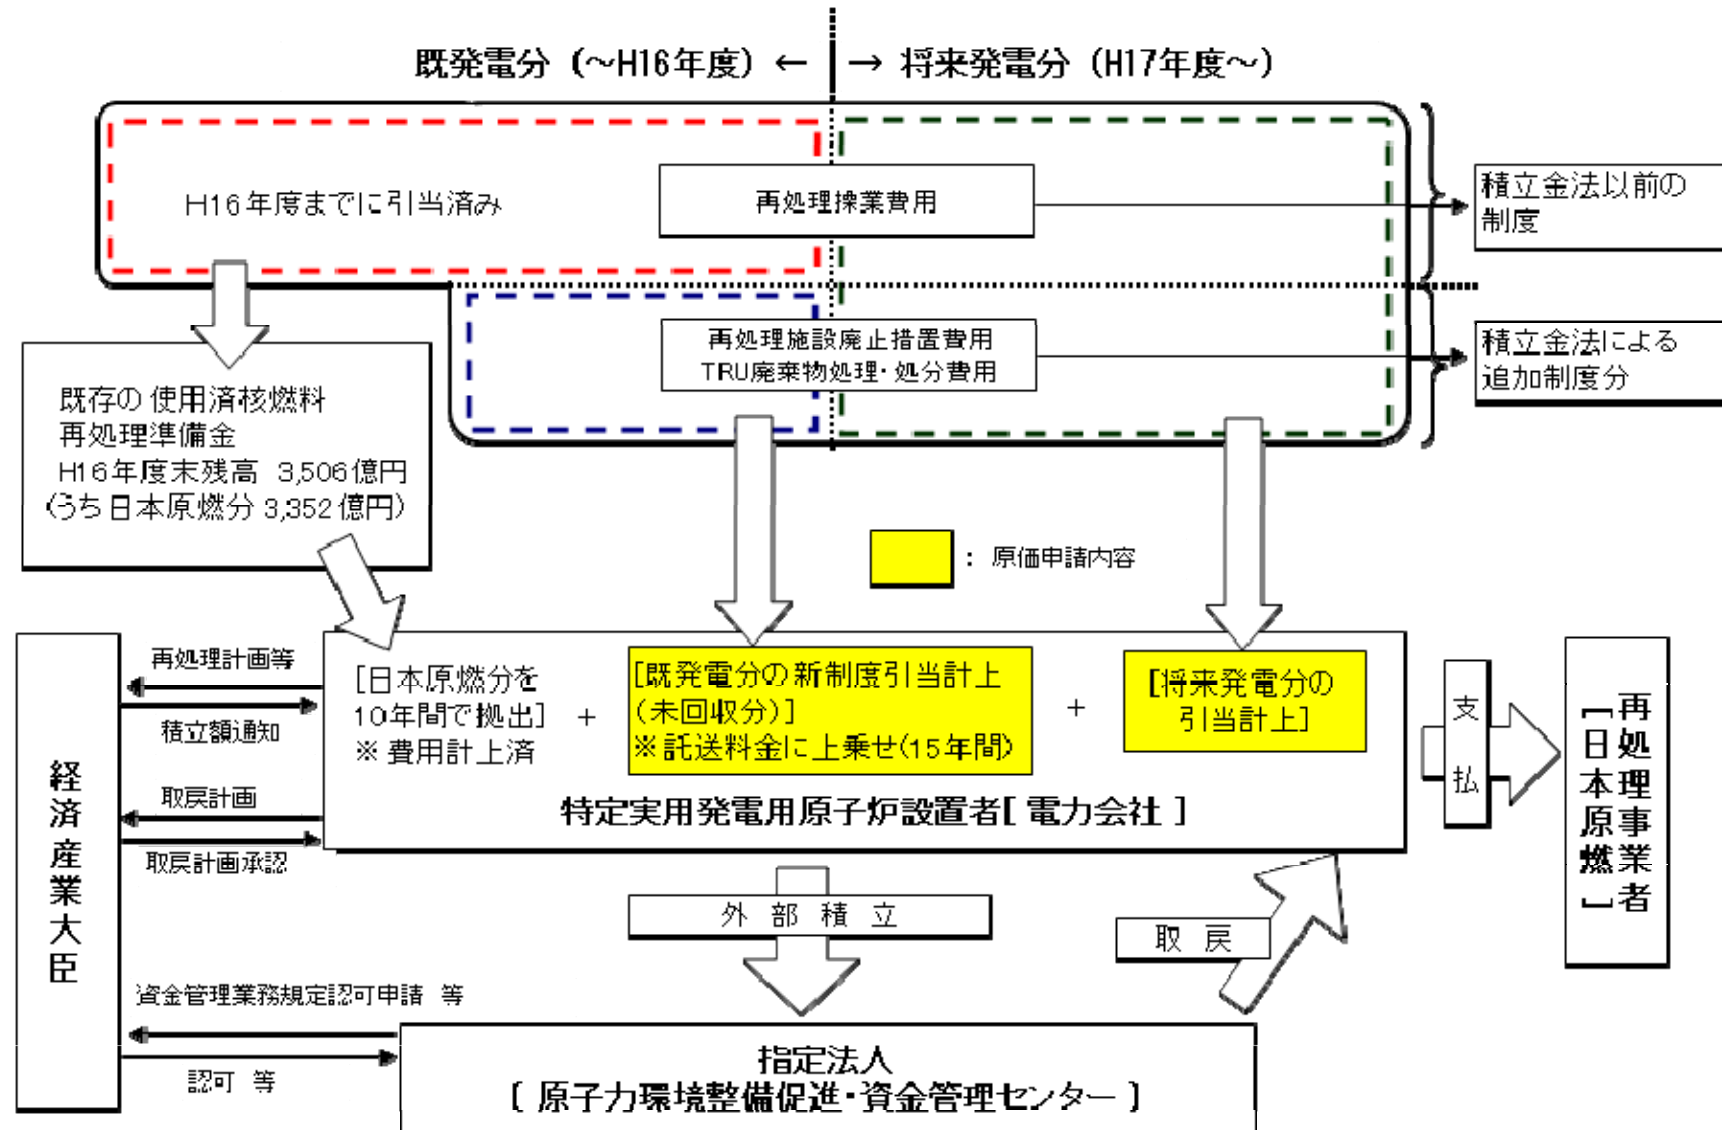 既発電分（～H16年度）← → 将来発電分（H17年度～）
H16年度までに引当済み
再処理操業費用
積立金法以前の
制度
再処理施設廃止措置費用
TRU廃棄物処理・処分費用
積立金法による
追加制度分
既存の使用済核燃料
再処理準備金
H16年度末残高 3,506億円
(うち日本原燃分 3,352億円)
： 原価申請内容
経済産業大臣
再処理計画等
積立額通知
取戻計画
取戻計画承認
[日本原燃分を
10年間で拠出]
※費用計上済
+
[既発電分の新制度引当計上
(未回収分)]
※託送料金に上乗せ(15年間)
+
[将来発電分の
引当計上]
特定実用発電用原子炉設置者[ 電力会社 ]
支払
再処理事業者
[日本原燃]
外部積立
取戻
資金管理業務規定認可申請 等
認可 等
指定法人
[ 原子力環境整備促進・資金管理センター ]